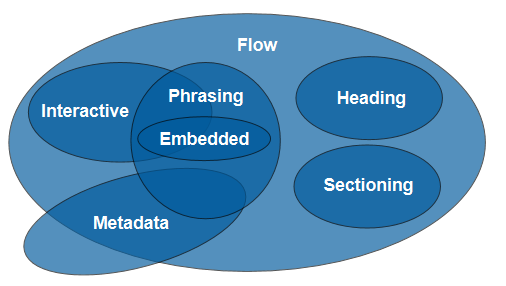 Flow
Phrasing
Heading
Interactive
Embedded
Sectioning
Metadata